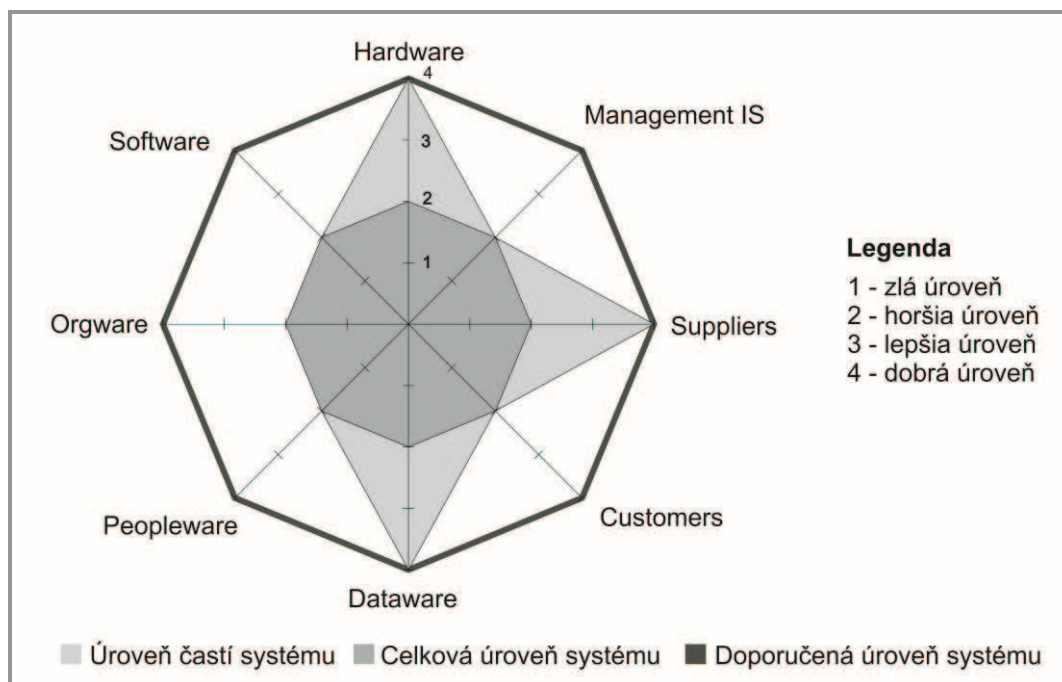 Hardware
4
Management IS
Software
3
2
1
Legenda
1 - zlá úroveň
2 - horšia úroveň
3 - lepšia úroveň
4 - dobrá úroveň
Orgware
Suppliers
Peopleware
Customers
Dataware
Úroveň častí systému
Celková úroveň systému
Doporučená úroveň systému